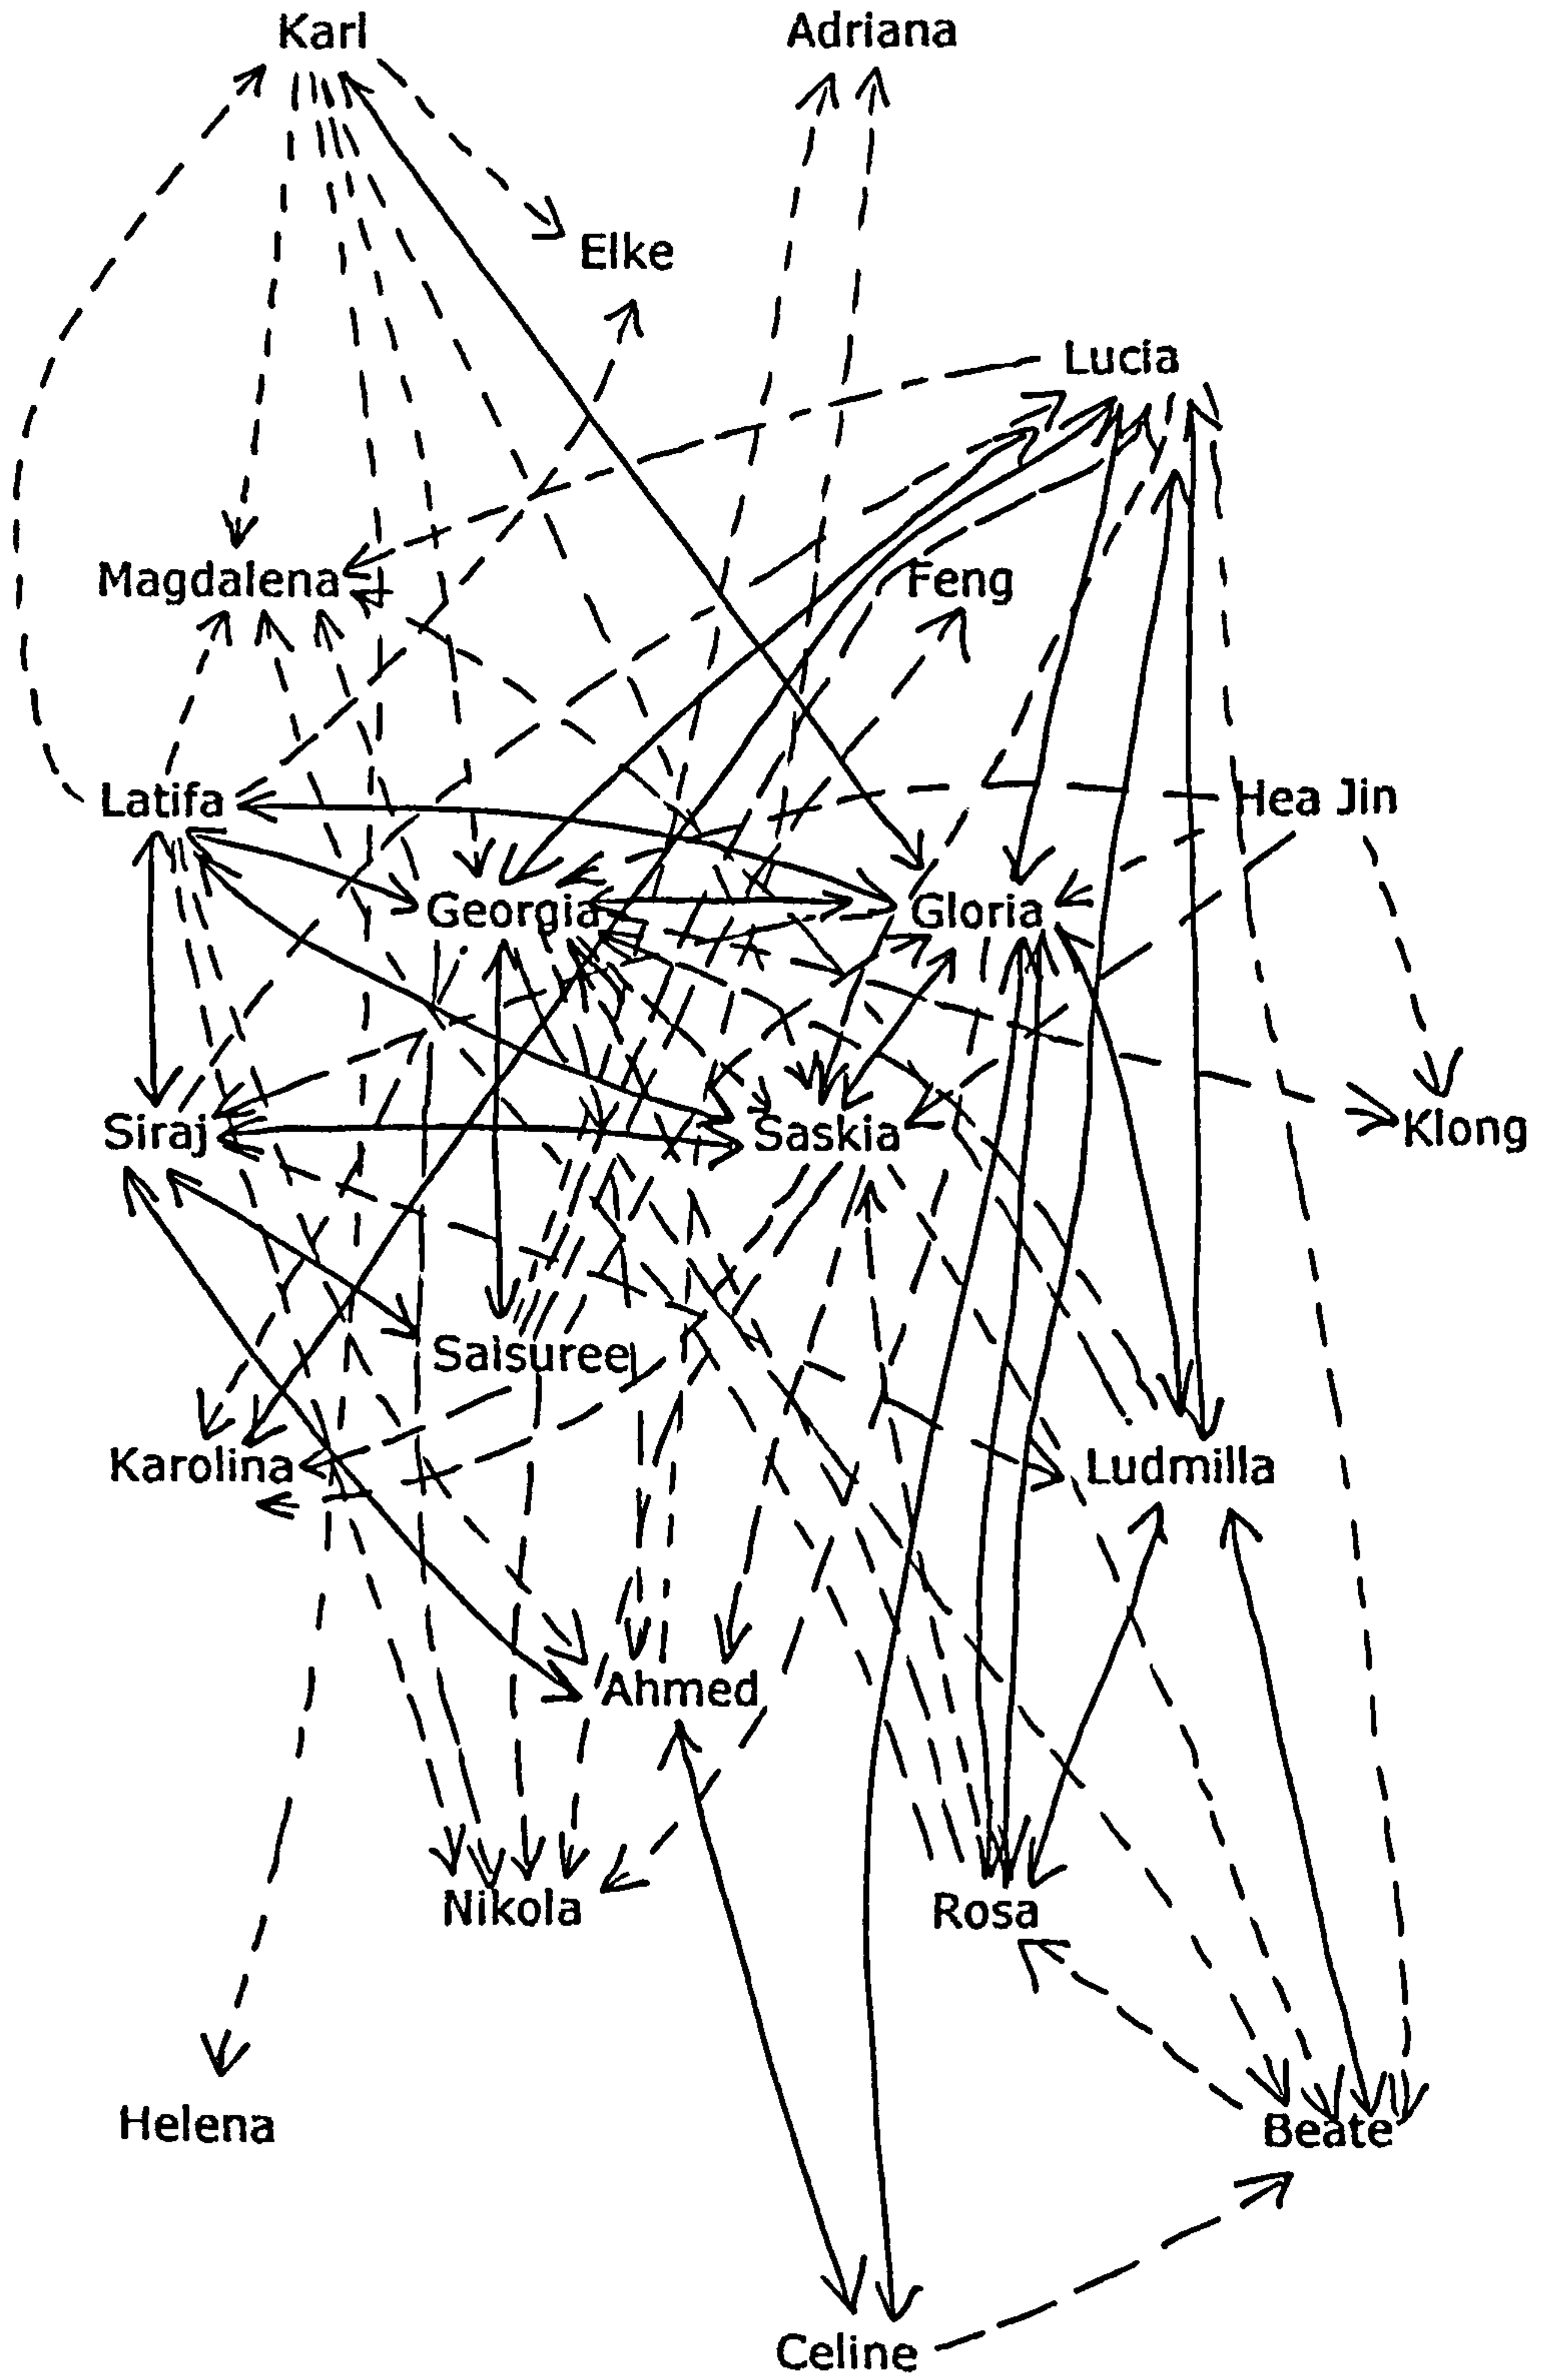 Karl Adriana
Elke
Lucia
Magdalena Feng
Latifa Hea Jin
Georgia Gloria
Siraj Saskia Klong
Saisuree
Karolina Ludmilla
Ahmed
Nikola Rosa
Helena Beate
Celine